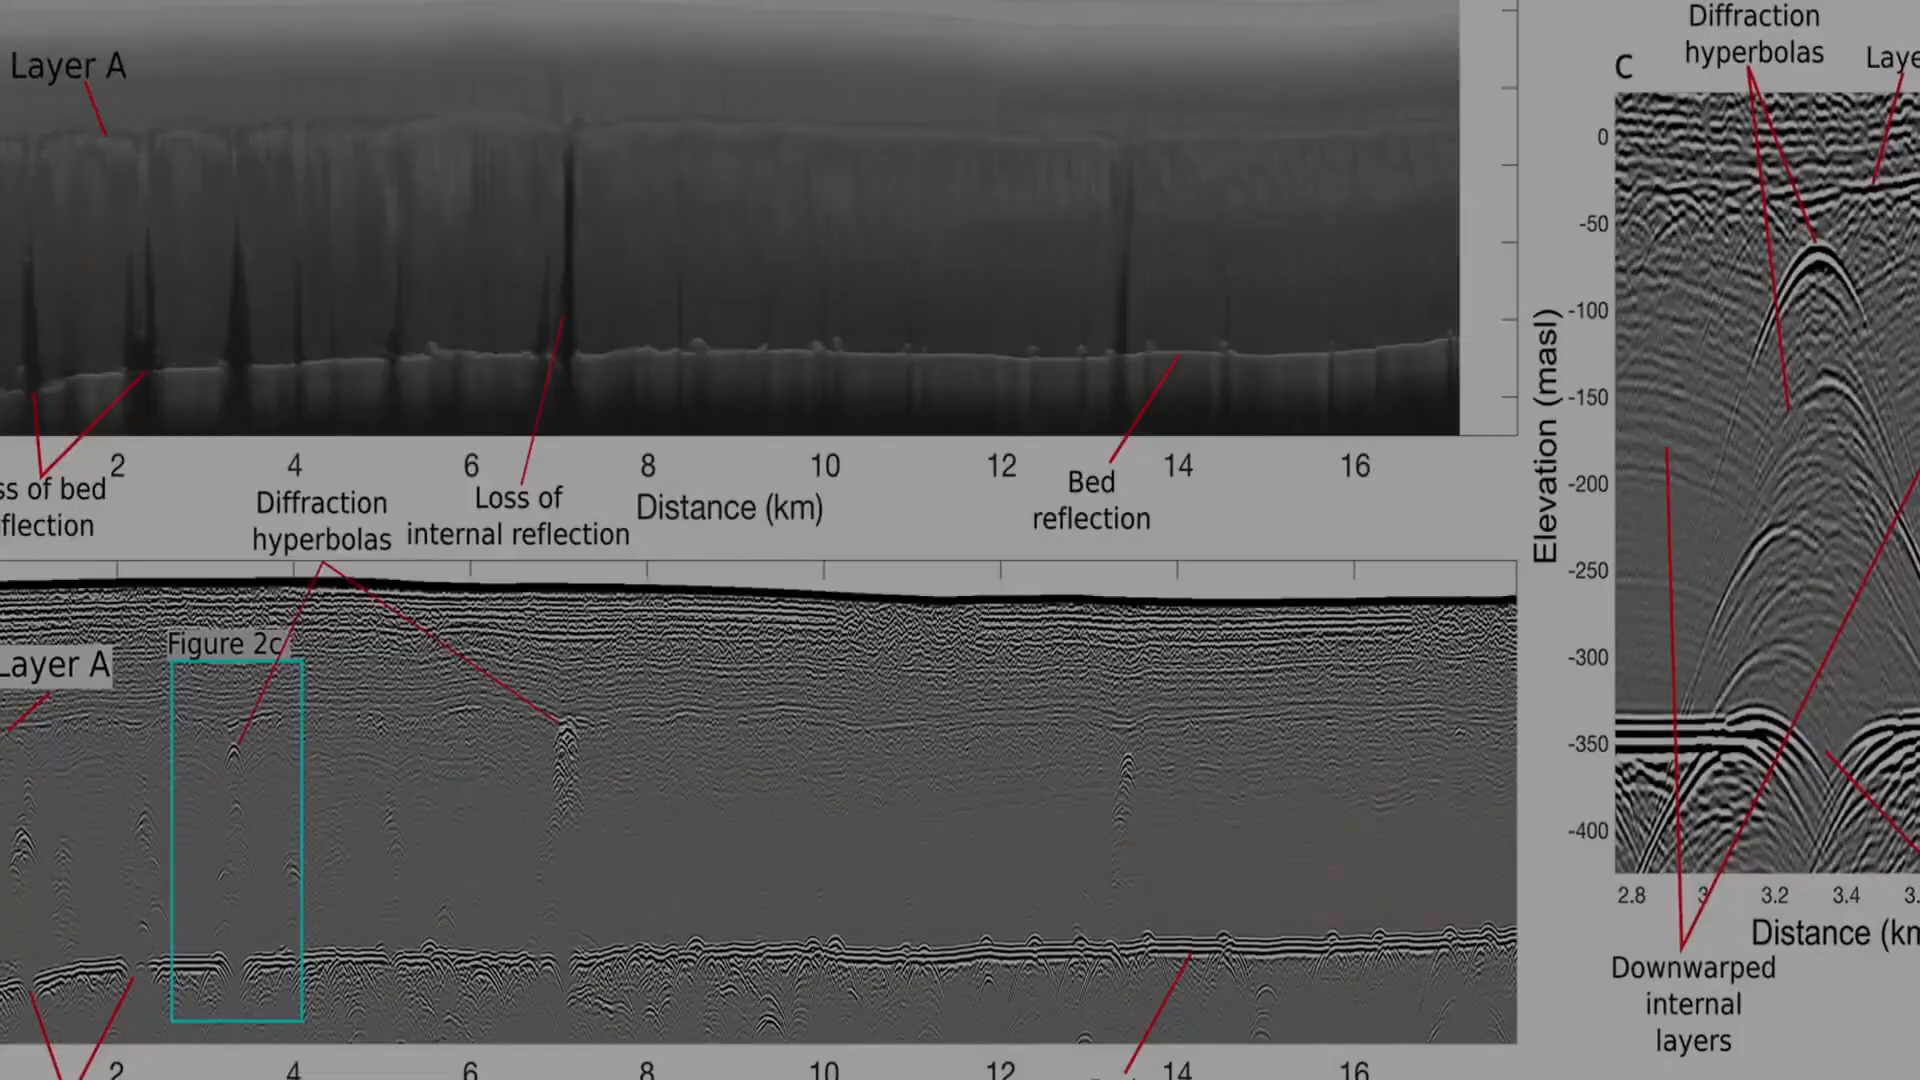 Layer A
2
4
6
8
10
12
14
16
ss of bed
flection
Diffraction
hyperbolas
Loss of
internal reflection
Distance (km)
Bed
reflection
Figure 2c
Layer A
2
4
6
8
10
12
14
16
C
Diffraction
hyperbolas
Laye
0
-50
-100
-150
-200
-250
-300
-350
-400
Elevation (masl)
2.8
3
3.2
3.4
3.
Distance (km
Downwarped
internal
layers